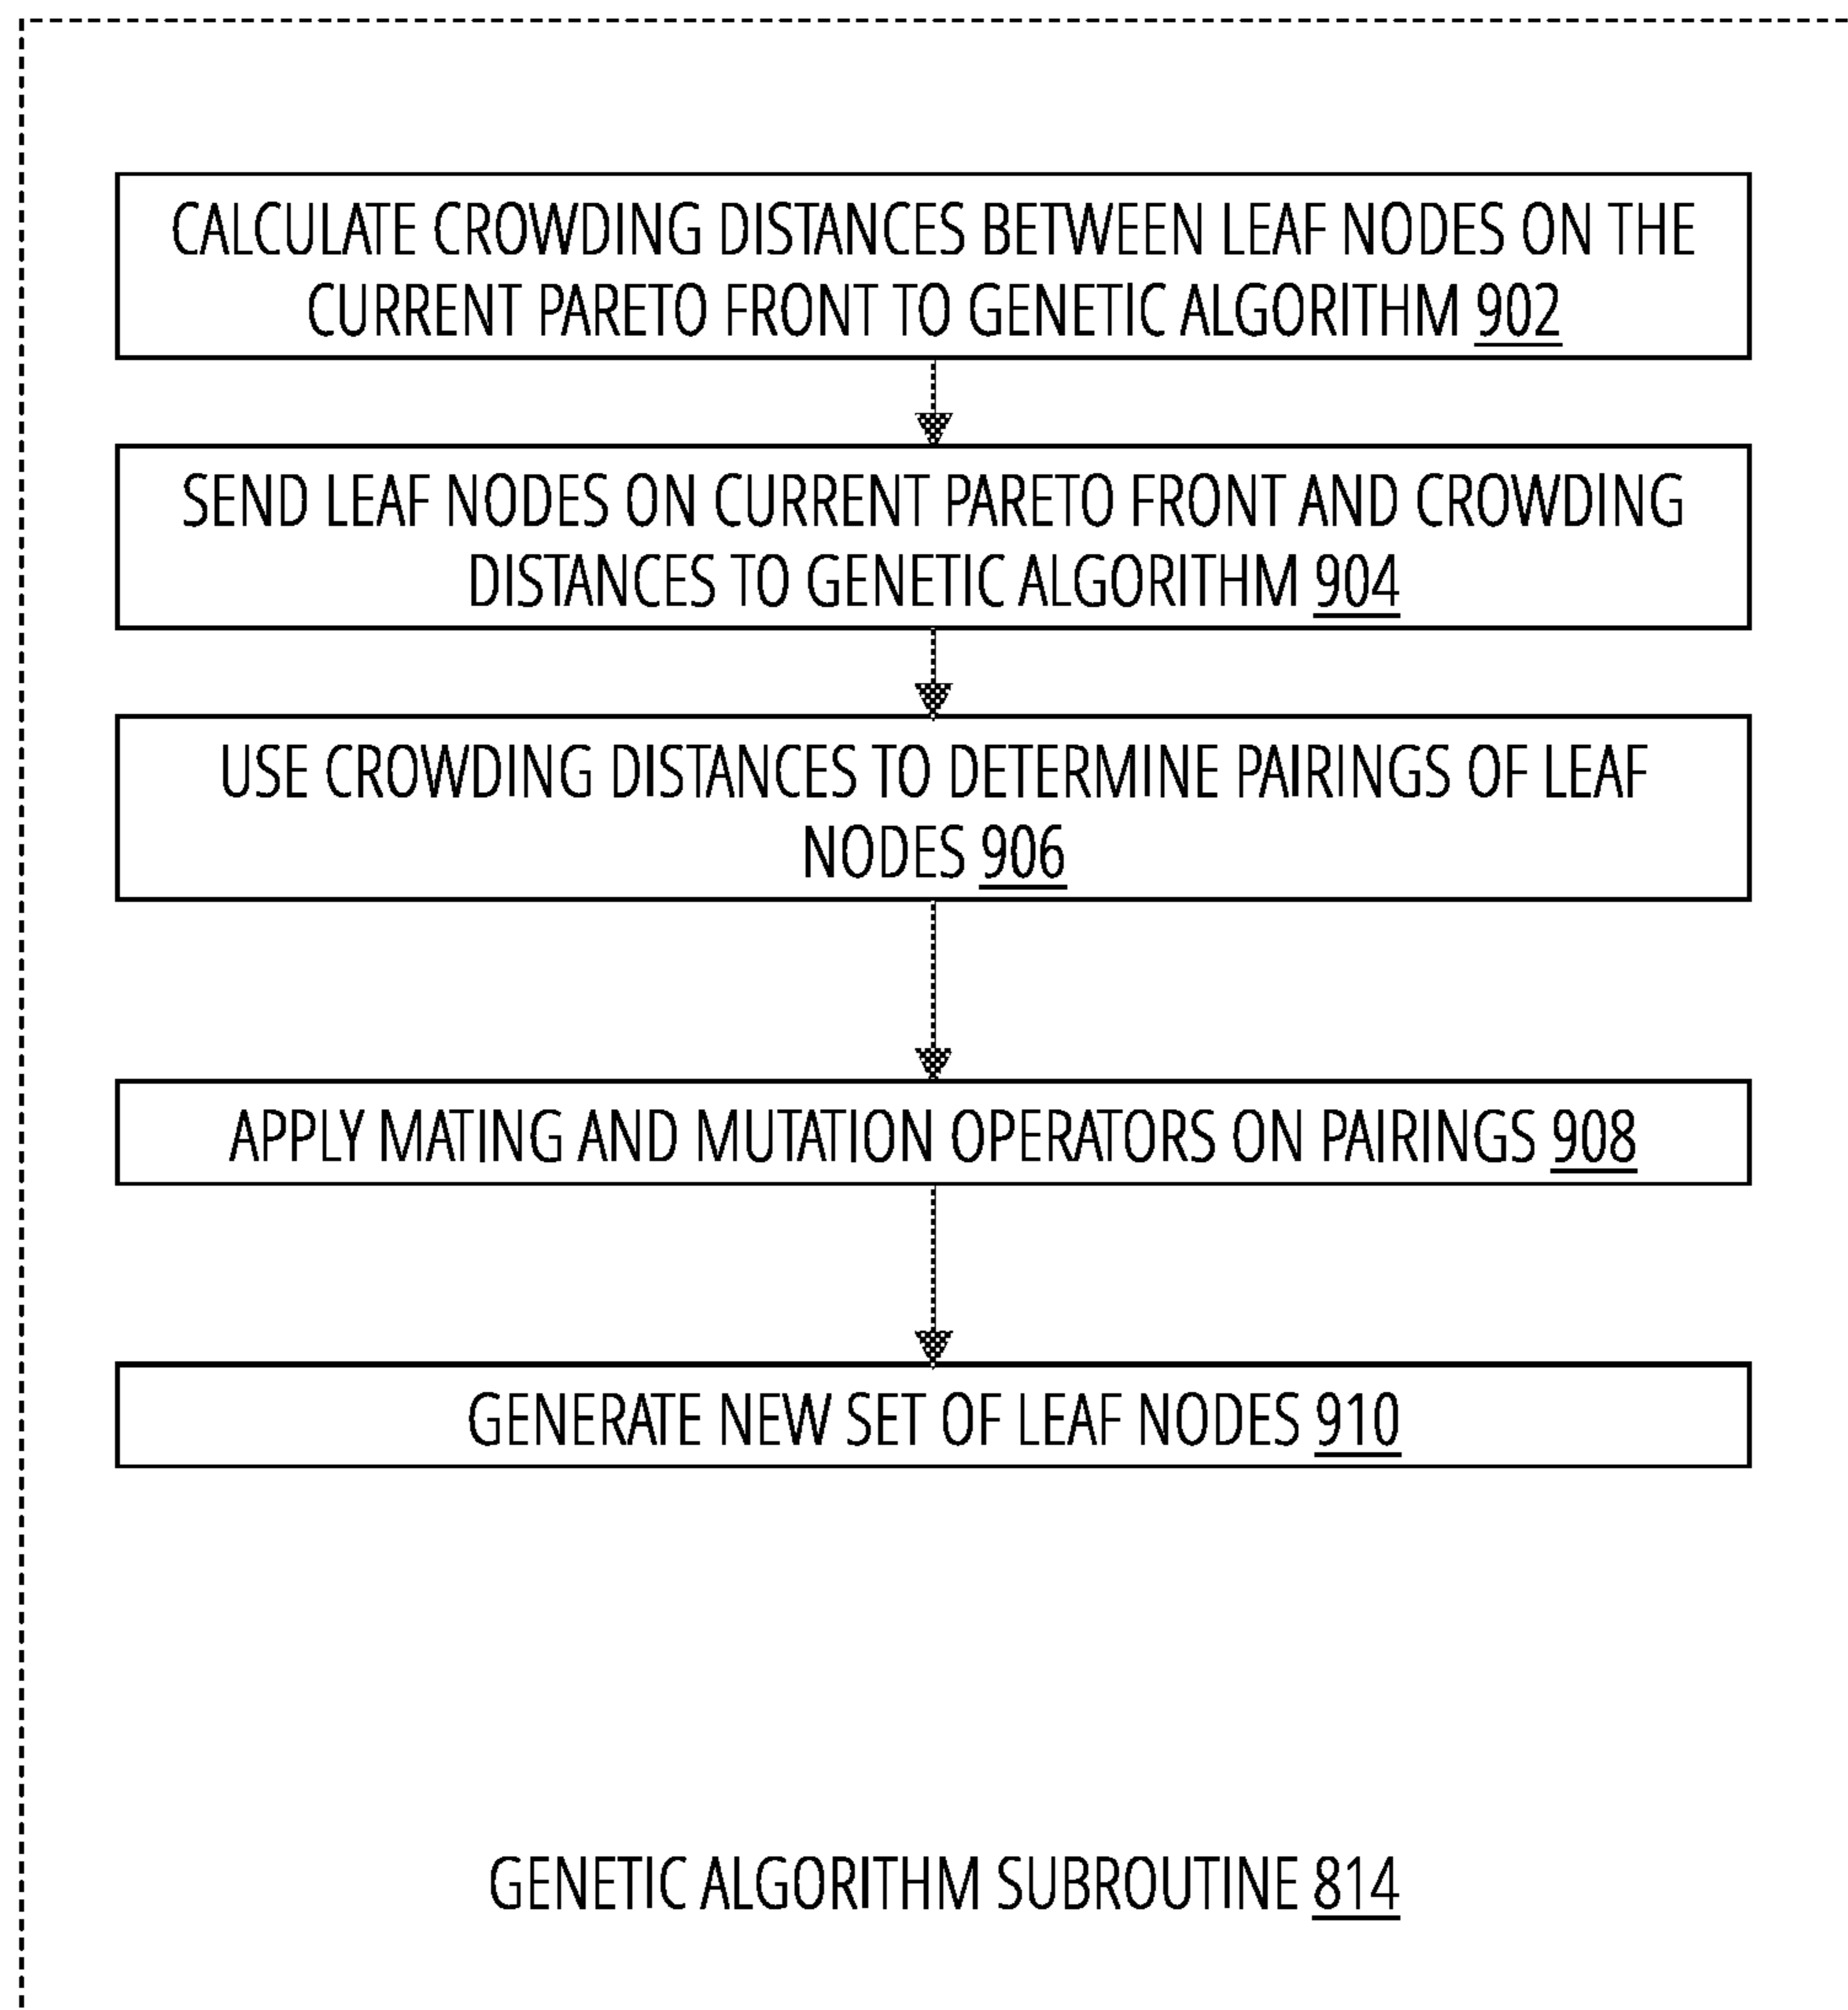 CALCULATE CROWDING DISTANCES BETWEEN LEAF NODES ON THE
CURRENT PARETO FRONT TO GENETIC ALGORITHM 902
SEND LEAF NODES ON CURRENT PARETO FRONT AND CROWDING
DISTANCES TO GENETIC ALGORITHM 904
USE CROWDING DISTANCES TO DETERMINE PAIRINGS OF LEAF
NODES 906
APPLY MATING AND MUTATION OPERATORS ON PAIRINGS 908
GENERATE NEW SET OF LEAF NODES 910
GENETIC ALGORITHM SUBROUTINE 814